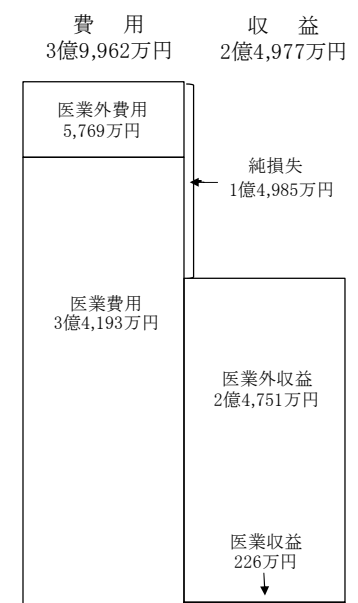 費用
3億9,962万円
収益
2億4,977万円
医業外費用
5,769万円
純損失
1億4,985万円
医業費用
3億4,193万円
医業外収益
2億4,751万円
医業収益
226万円